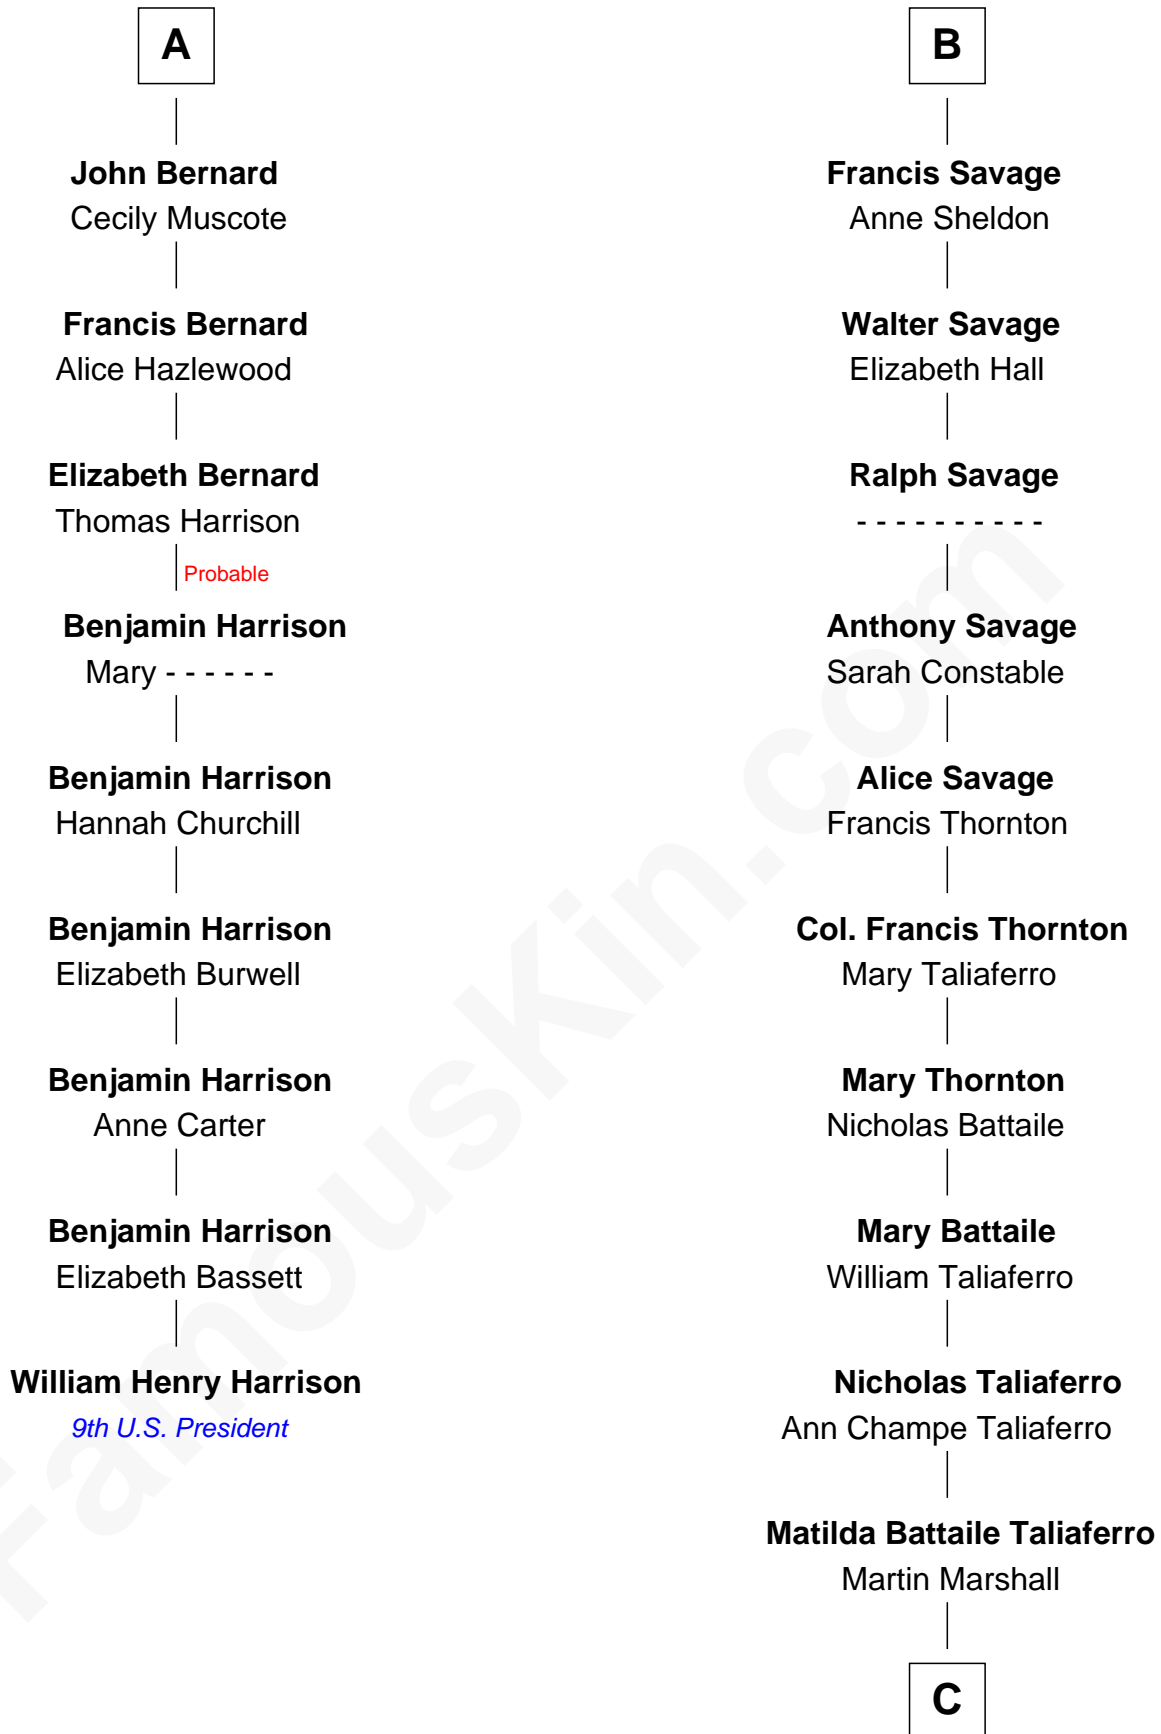 A
John Bernard
Cecily Muscote
Francis Bernard
Alice Hazlewood
Elizabeth Bernard
Thomas Harrison
Probable
Benjamin Harrison
Mary - - - - - -
Benjamin Harrison
Hannah Churchill
Benjamin Harrison
Elizabeth Burwell
Benjamin Harrison
Anne Carter
Benjamin Harrison
Elizabeth Bassett
William Henry Harrison
9th U.S. President
B
Francis Savage
Anne Sheldon
Walter Savage
Elizabeth Hall
Ralph Savage
- - - - - - - - - -
Anthony Savage
Sarah Constable
Alice Savage
Francis Thornton
Col. Francis Thornton
Mary Taliaferro
Mary Thornton
Nicholas Battaile
Mary Battaile
William Taliaferro
Nicholas Taliaferro
Ann Champe Taliaferro
Matilda Battaile Taliaferro
Martin Marshall
C
FamousKin.com